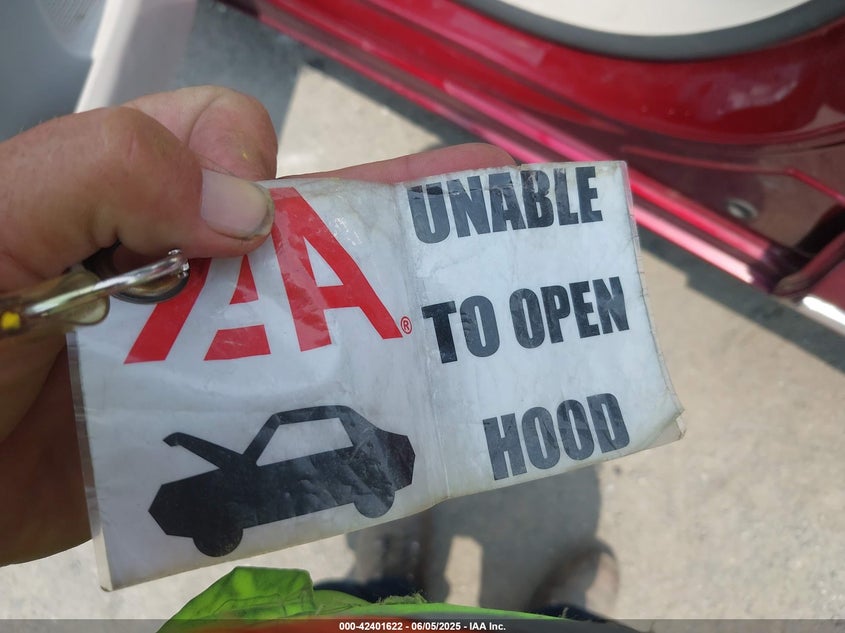 IAA®
UNABLE
TO OPEN
HOOD
000-42401622 - 06/05/2025 - IAA Inc.